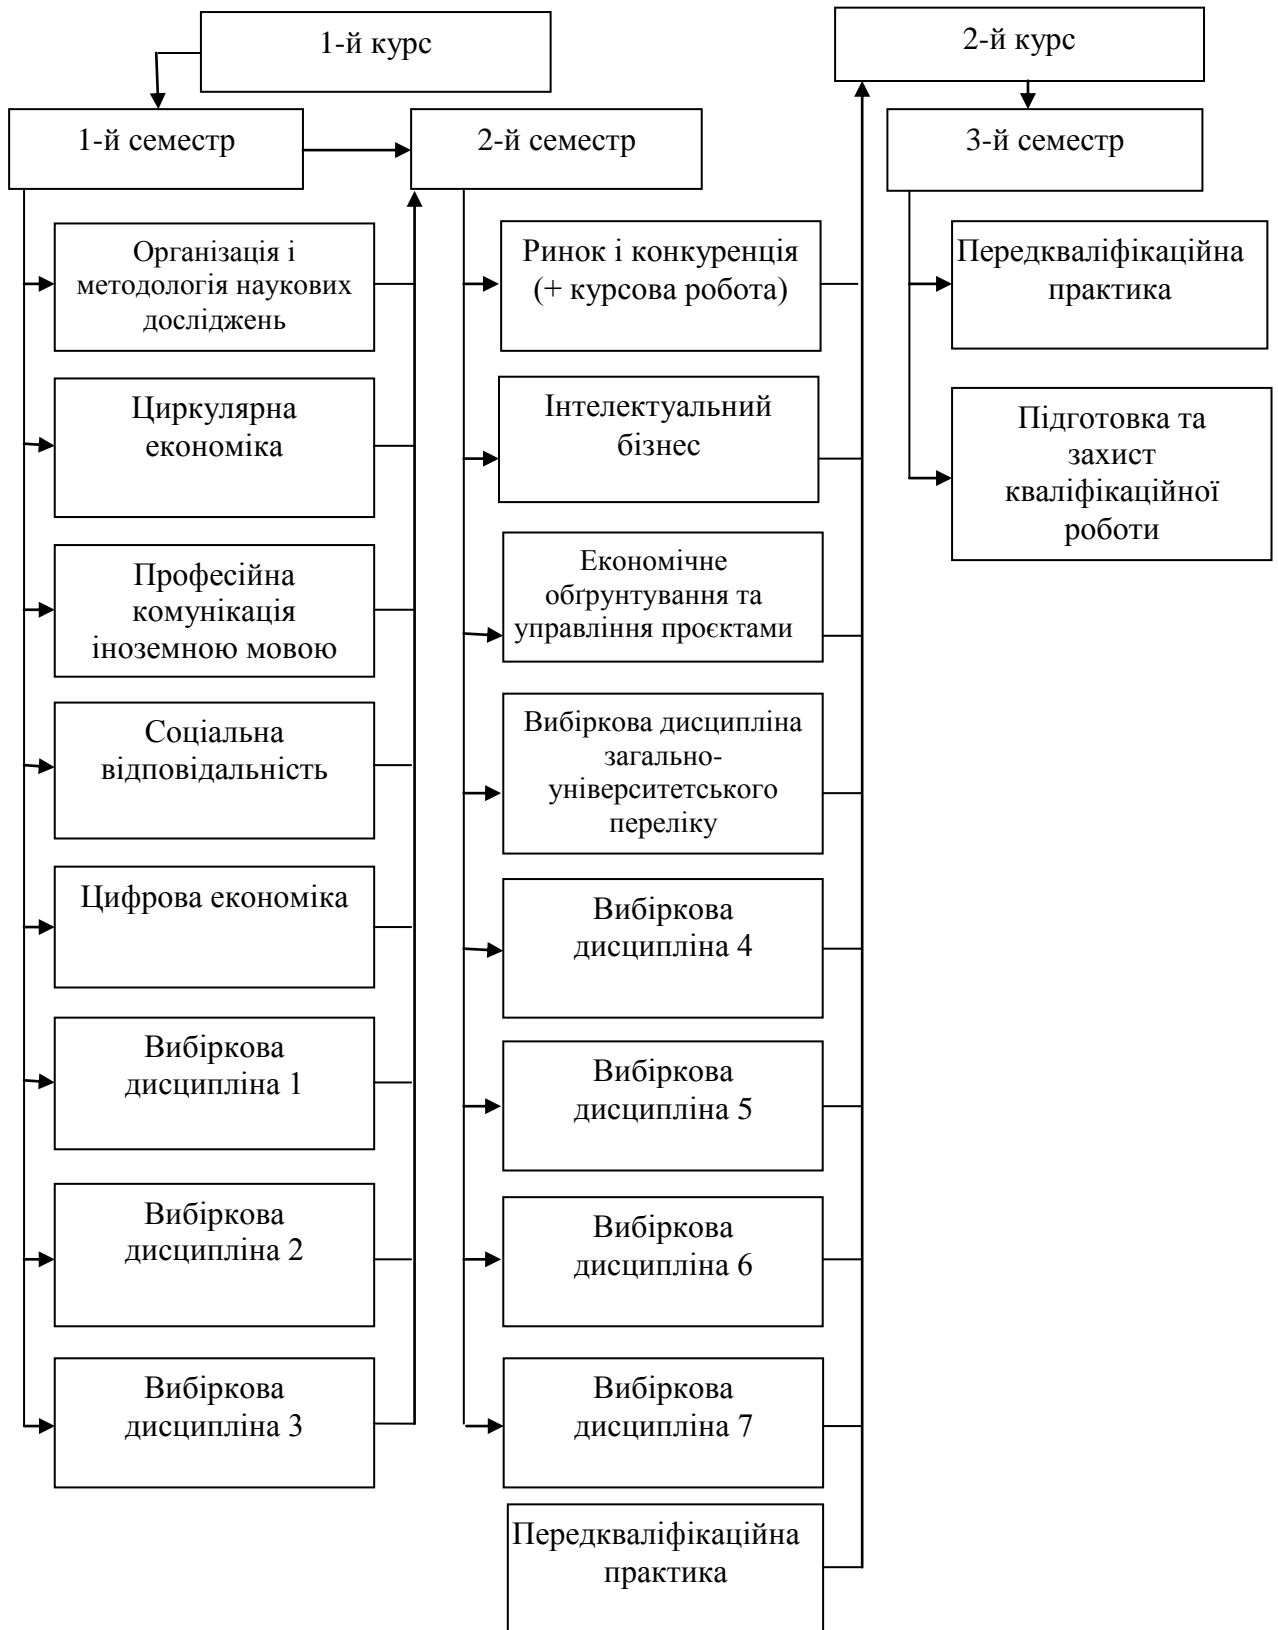 1-й курс
2-й курс
1-й семестр
2-й семестр
3-й семестр
Організація і
методологія наукових
досліджень
Циркулярна
економіка
Професійна
комунікація
іноземною мовою
Соціальна
відповідальність
Цифрова економіка
Вибіркова
дисципліна 1
Вибіркова
дисципліна 2
Вибіркова
дисципліна 3
Ринок і конкуренція
(+ курсова робота)
Інтелектуальний
бізнес
Економічне
обґрунтування та
управління проєктами
Вибіркова дисципліна
загально-
університетського
переліку
Вибіркова
дисципліна 4
Вибіркова
дисципліна 5
Вибіркова
дисципліна 6
Вибіркова
дисципліна 7
Передкваліфікаційна
практика
Передкваліфікаційна
практика
Підготовка та
захист
кваліфікаційної
роботи